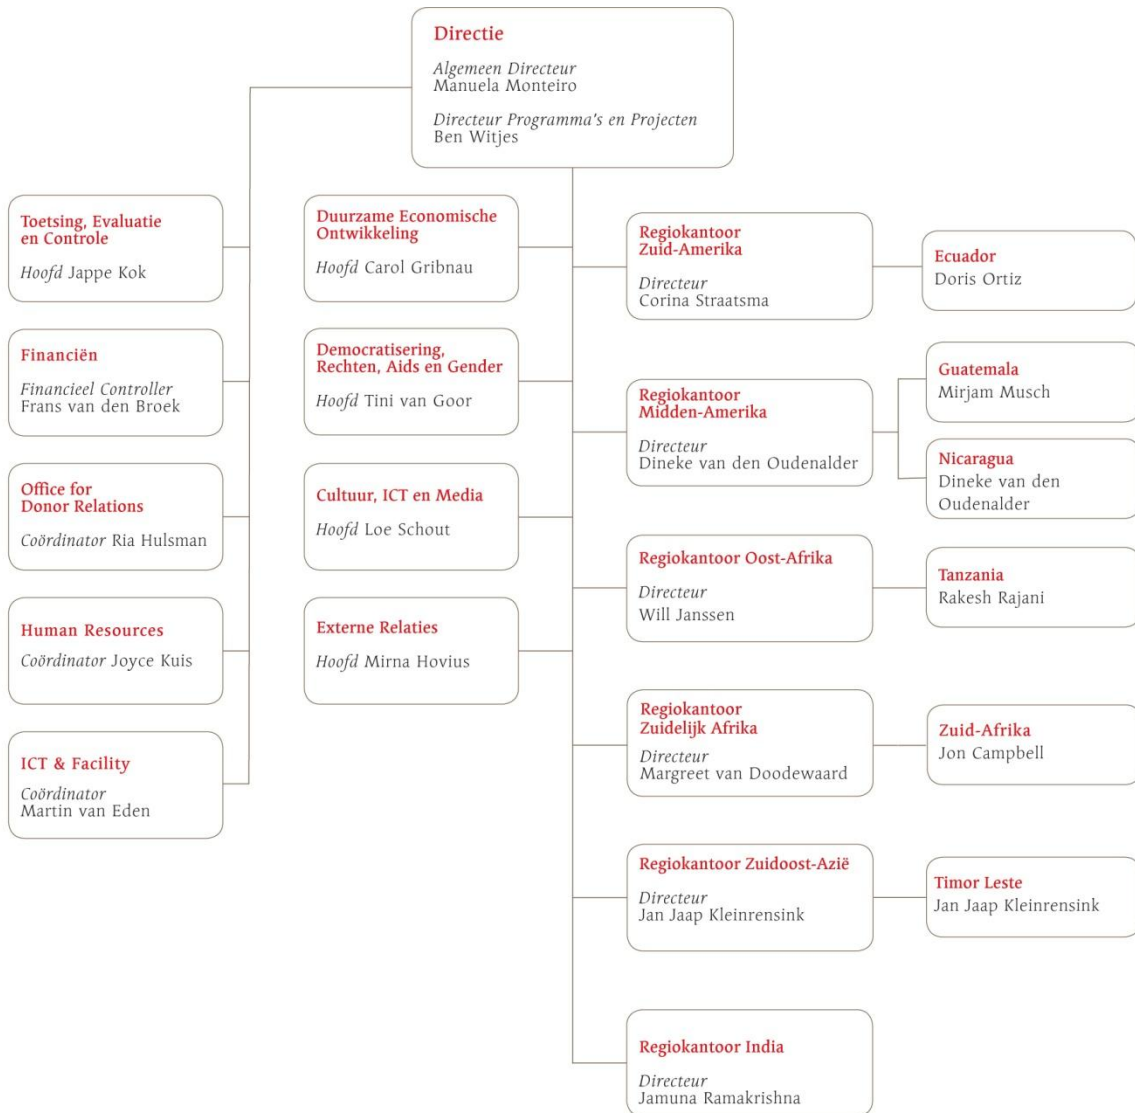 Directie
Algemeen Directeur
Manuela Monteiro
Directeur Programma's en Projecten
Ben Witjes
Toetsing, Evaluatie
en Controle
Hoofd Jappe Kok
Financiën
Financieel Controller
Frans van den Broek
Office for
Donor Relations
Coördinator Ria Hulsman
Human Resources
Coördinator Joyce Kuis
ICT & Facility
Coördinator
Martin van Eden
Duurzame Economische
Ontwikkeling
Hoofd Carol Gribnau
Democratisering,
Rechten, Aids en Gender
Hoofd Tini van Goor
Cultuur, ICT en Media
Hoofd Loe Schout
Externe Relaties
Hoofd Mirna Hovius
Regiokantoor
Zuid-Amerika
Directeur
Corina Straatsma
Ecuador
Doris Ortiz
Regiokantoor
Midden-Amerika
Directeur
Dineke van den Oudenalder
Guatemala
Mirjam Musch
Nicaragua
Dineke van den
Oudenalder
Regiokantoor Oost-Afrika
Directeur
Will Janssen
Tanzania
Rakesh Rajani
Regiokantoor
Zuidelijk Afrika
Directeur
Margreet van Doodewaard
Zuid-Afrika
Jon Campbell
Regiokantoor Zuidoost-Azië
Directeur
Jan Jaap Kleinrensink
Timor Leste
Jan Jaap Kleinrensink
Regiokantoor India
Directeur
Jamuna Ramakrishna